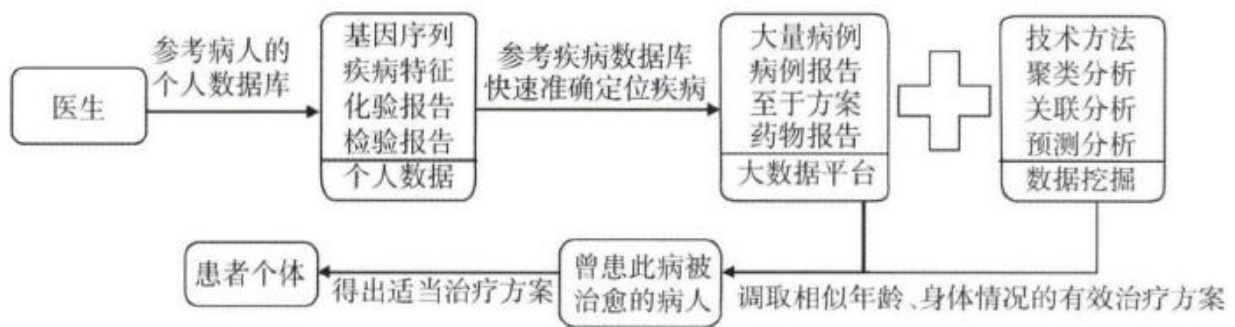 医生
参考病人的
个人数据库
基因序列
疾病特征
化验报告
检验报告
个人数据
参考疾病数据库
快速准确定位疾病
大量病例
病例报告
至于方案
药物报告
大数据平台
技术方法
聚类分析
关联分析
预测分析
数据挖掘
患者个体
得出适当治疗方案
曾患此病被
治愈的病人
调取相似年龄、身体情况的有效治疗方案